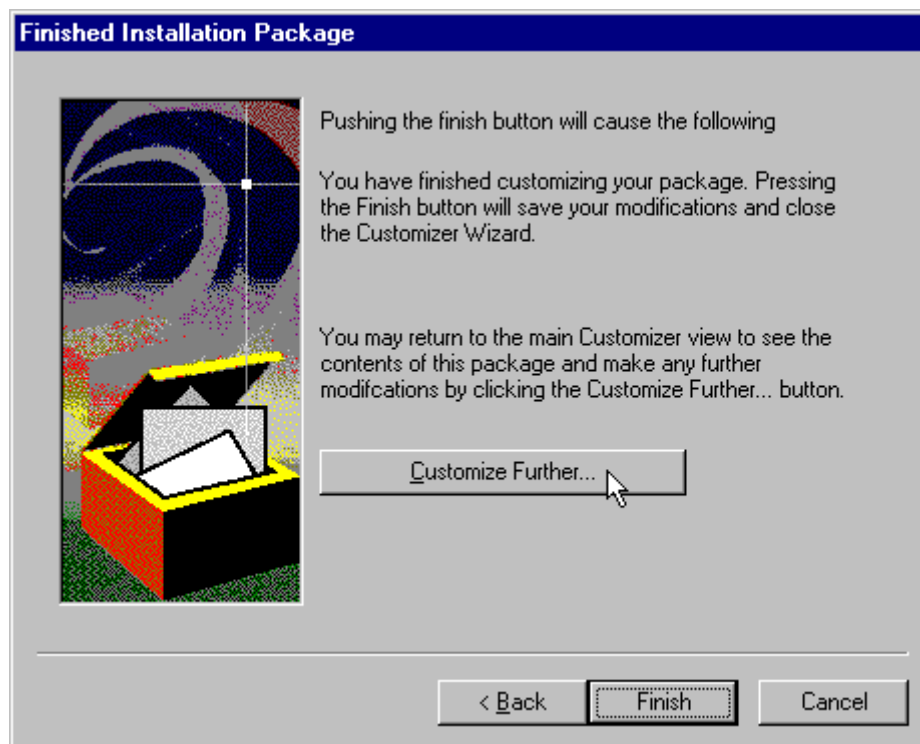 Finished Installation Package
Pushing the finish button will cause the following
You have finished customizing your package. Pressing
the Finish button will save your modifications and close
the Customizer Wizard.
You may return to the main Customizer view to see the
contents of this package and make any further
modifcations by clicking the Customize Further... button.
Customize Further...
< Back
Finish
Cancel